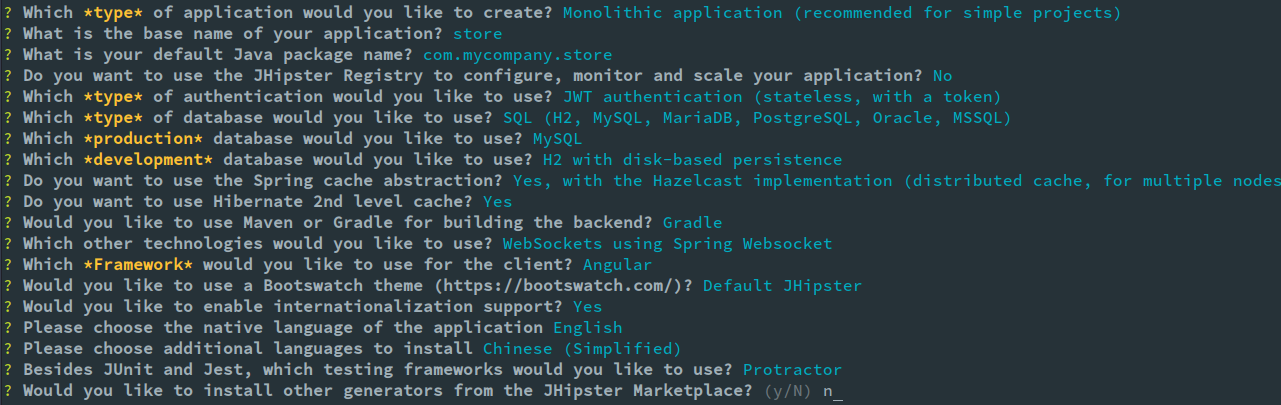 ? Which *type* of application would you like to create? Monolithic application (recommended for simple projects)
? What is the base name of your application? store
? What is your default Java package name? com.mycompany.store
? Do you want to use the JHipster Registry to configure, monitor and scale your application? No
? Which *type* of authentication would you like to use? JWT authentication (stateless, with a token)
? Which *type* of database would you like to use? SQL (H2, MySQL, MariaDB, PostgreSQL, Oracle, MSSQL)
? Which *production* database would you like to use? MySQL
? Which *development* database would you like to use? H2 with disk-based persistence
? Do you want to use the Spring cache abstraction? Yes, with the Hazelcast implementation (distributed cache, for multiple nodes
? Do you want to use Hibernate 2nd level cache? Yes
? Would you like to use Maven or Gradle for building the backend? Gradle
? Which other technologies would you like to use? WebSockets using Spring Websocket
? Which *Framework* would you like to use for the client? Angular
? Would you like to use a Bootswatch theme (https://bootswatch.com/)? Default JHipster
? Would you like to enable internationalization support? Yes
? Please choose the native language of the application English
? Please choose additional languages to install Chinese (Simplified)
? Besides JUnit and Jest, which testing frameworks would you like to use? Protractor
? Would you like to install other generators from the JHipster Marketplace? (y/N) n_